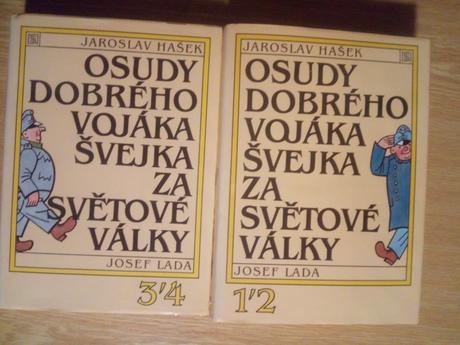 JAROSLAV HAŠEK
OSUDY
DOBRÉHO
VOJÁKA
ŠVEJKA
ZA
SVĚTOVÉ
VÁLKY
JOSEF LADA
3'4
JAROSLAV HAŠEK
OSUDY
DOBRÉHO
VOJÁKA
ŠVEJKA
ZA
SVĚTOVÉ
VÁLKY
JOSEF LADA
1'2